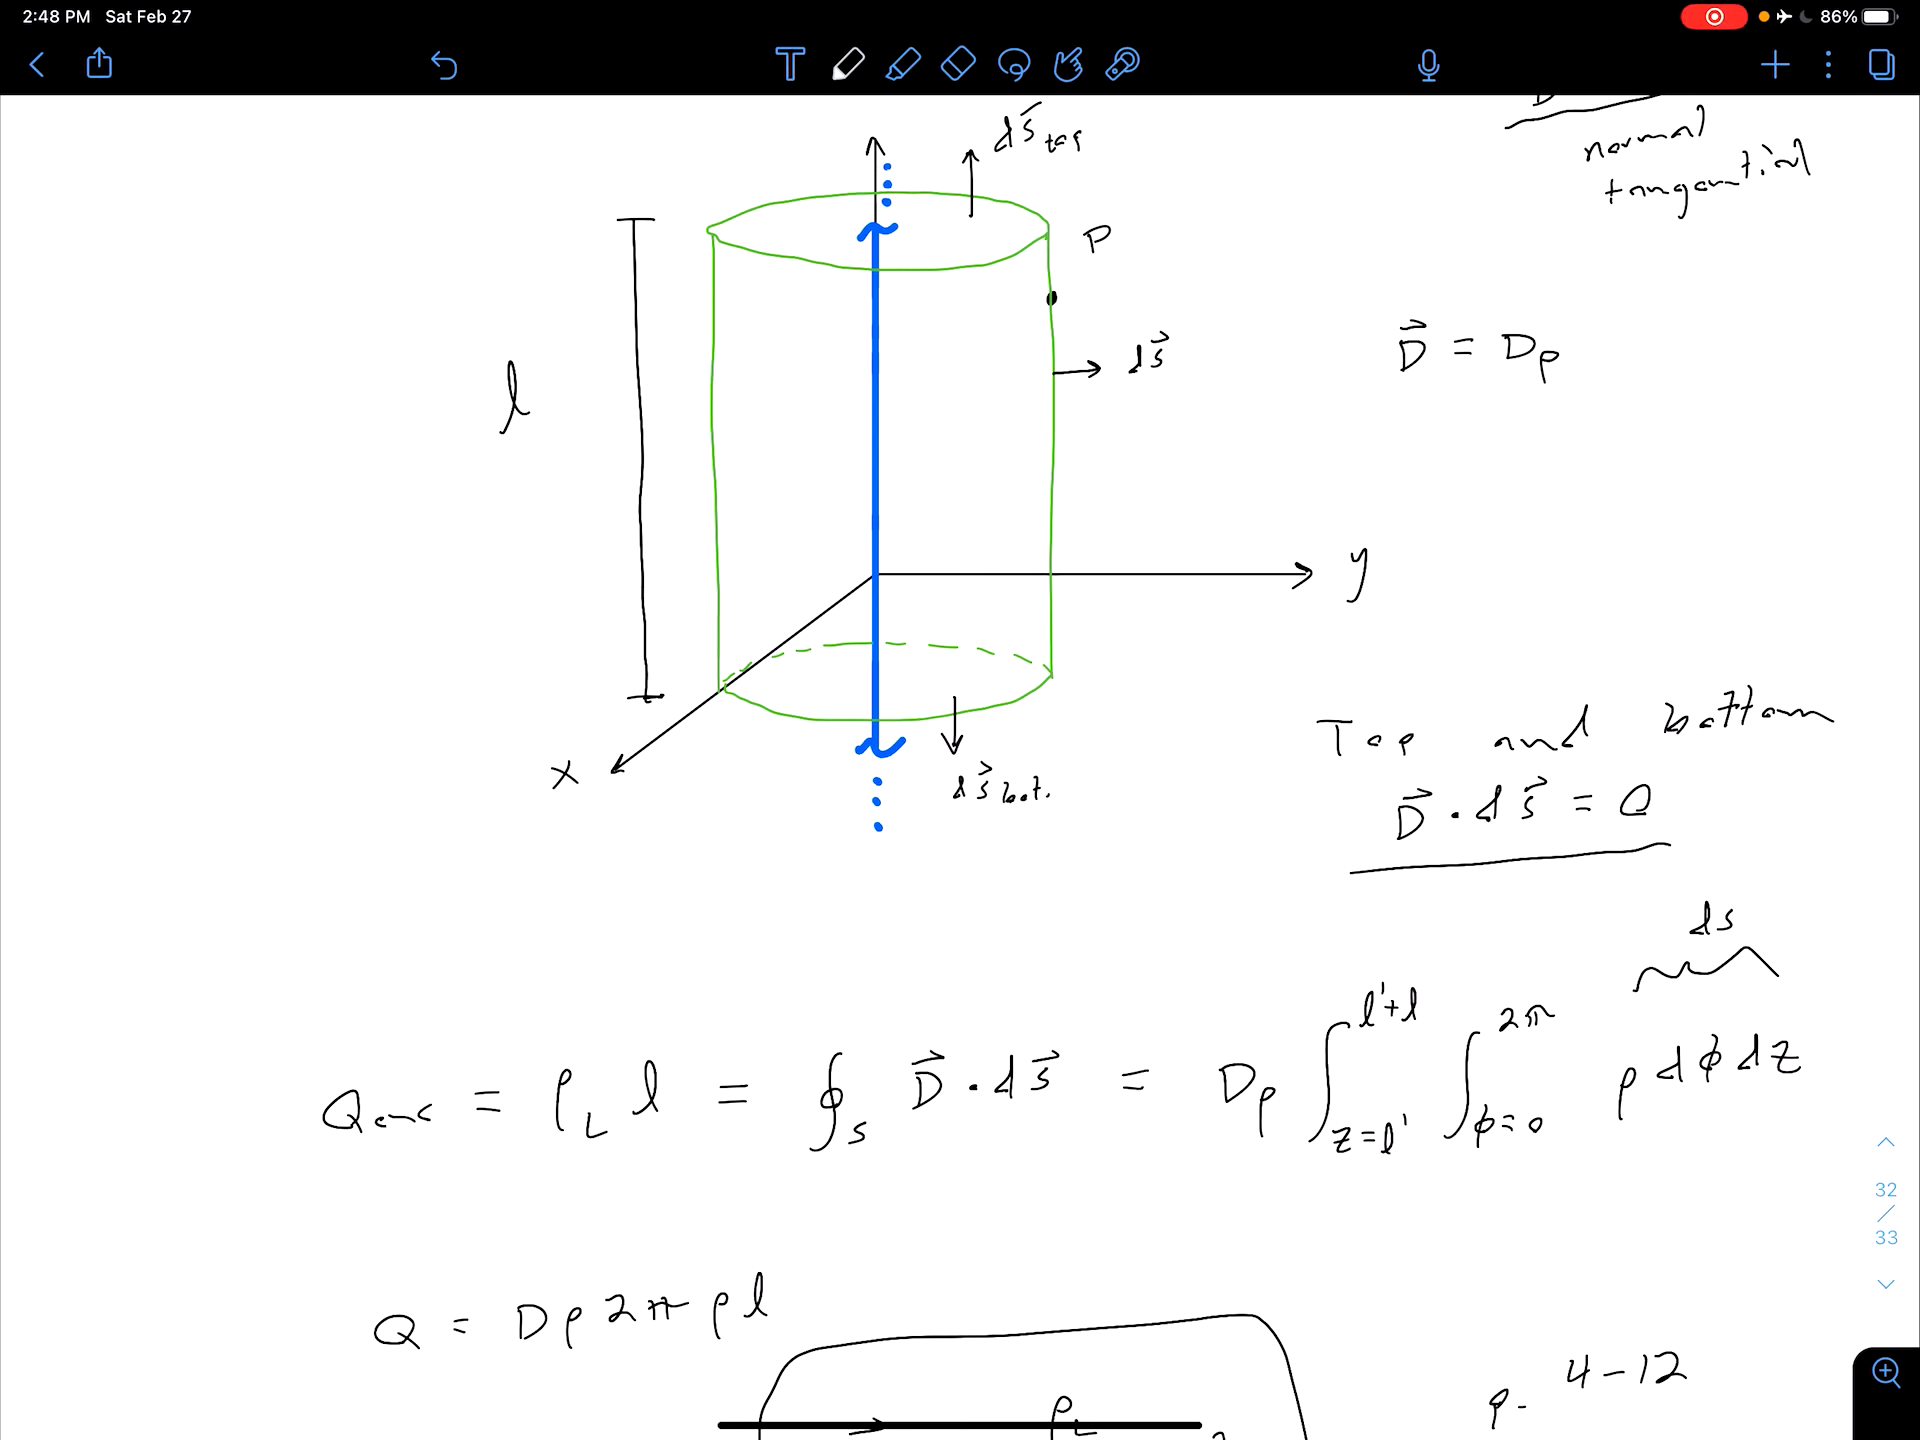 2:48 PM Sat Feb 27 86%
T
ds⃗ top
normal
tangential
P
ds⃗
D⃗ = Dρ
l
y
x
ds⃗ bot.
Top and bottom
D⃗ · ds⃗ = 0
ds
Qenc = ρL l = ∮S D⃗ · ds⃗ = Dρ ∫z=l'^l'+l ∫ϕ=0^2π ρ dϕ dz
32
/
33
Q = Dρ 2π ρ l
4-12
ρL